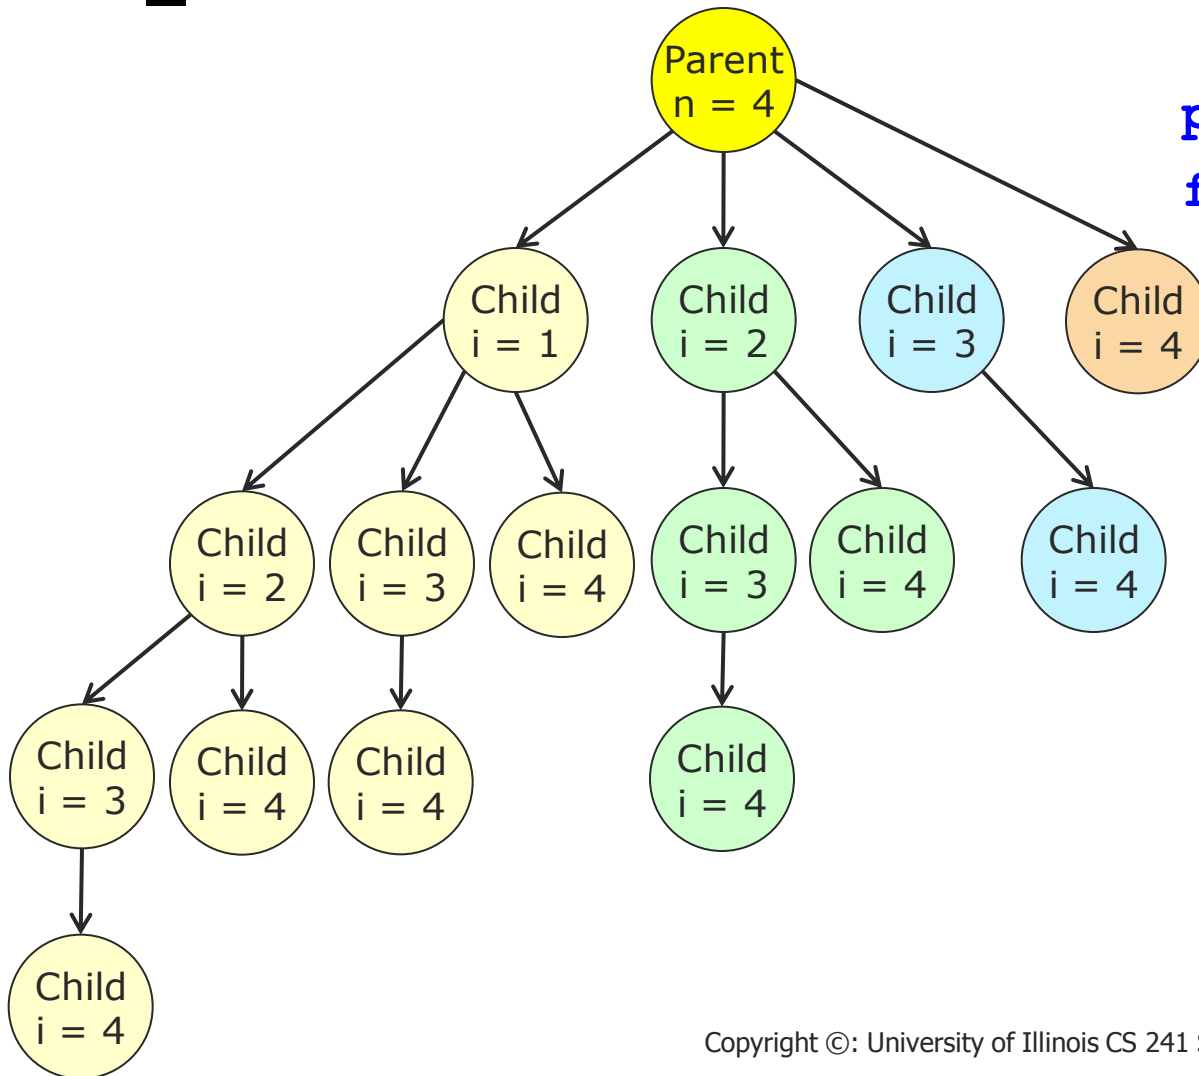 Parent
n = 4
p
f
Child
i = 1
Child
i = 2
Child
i = 3
Child
i = 4
Child
i = 2
Child
i = 3
Child
i = 4
Child
i = 3
Child
i = 4
Child
i = 4
Child
i = 3
Child
i = 4
Child
i = 4
Child
i = 4
Child
i = 4
Copyright ©: University of Illinois CS 241 S